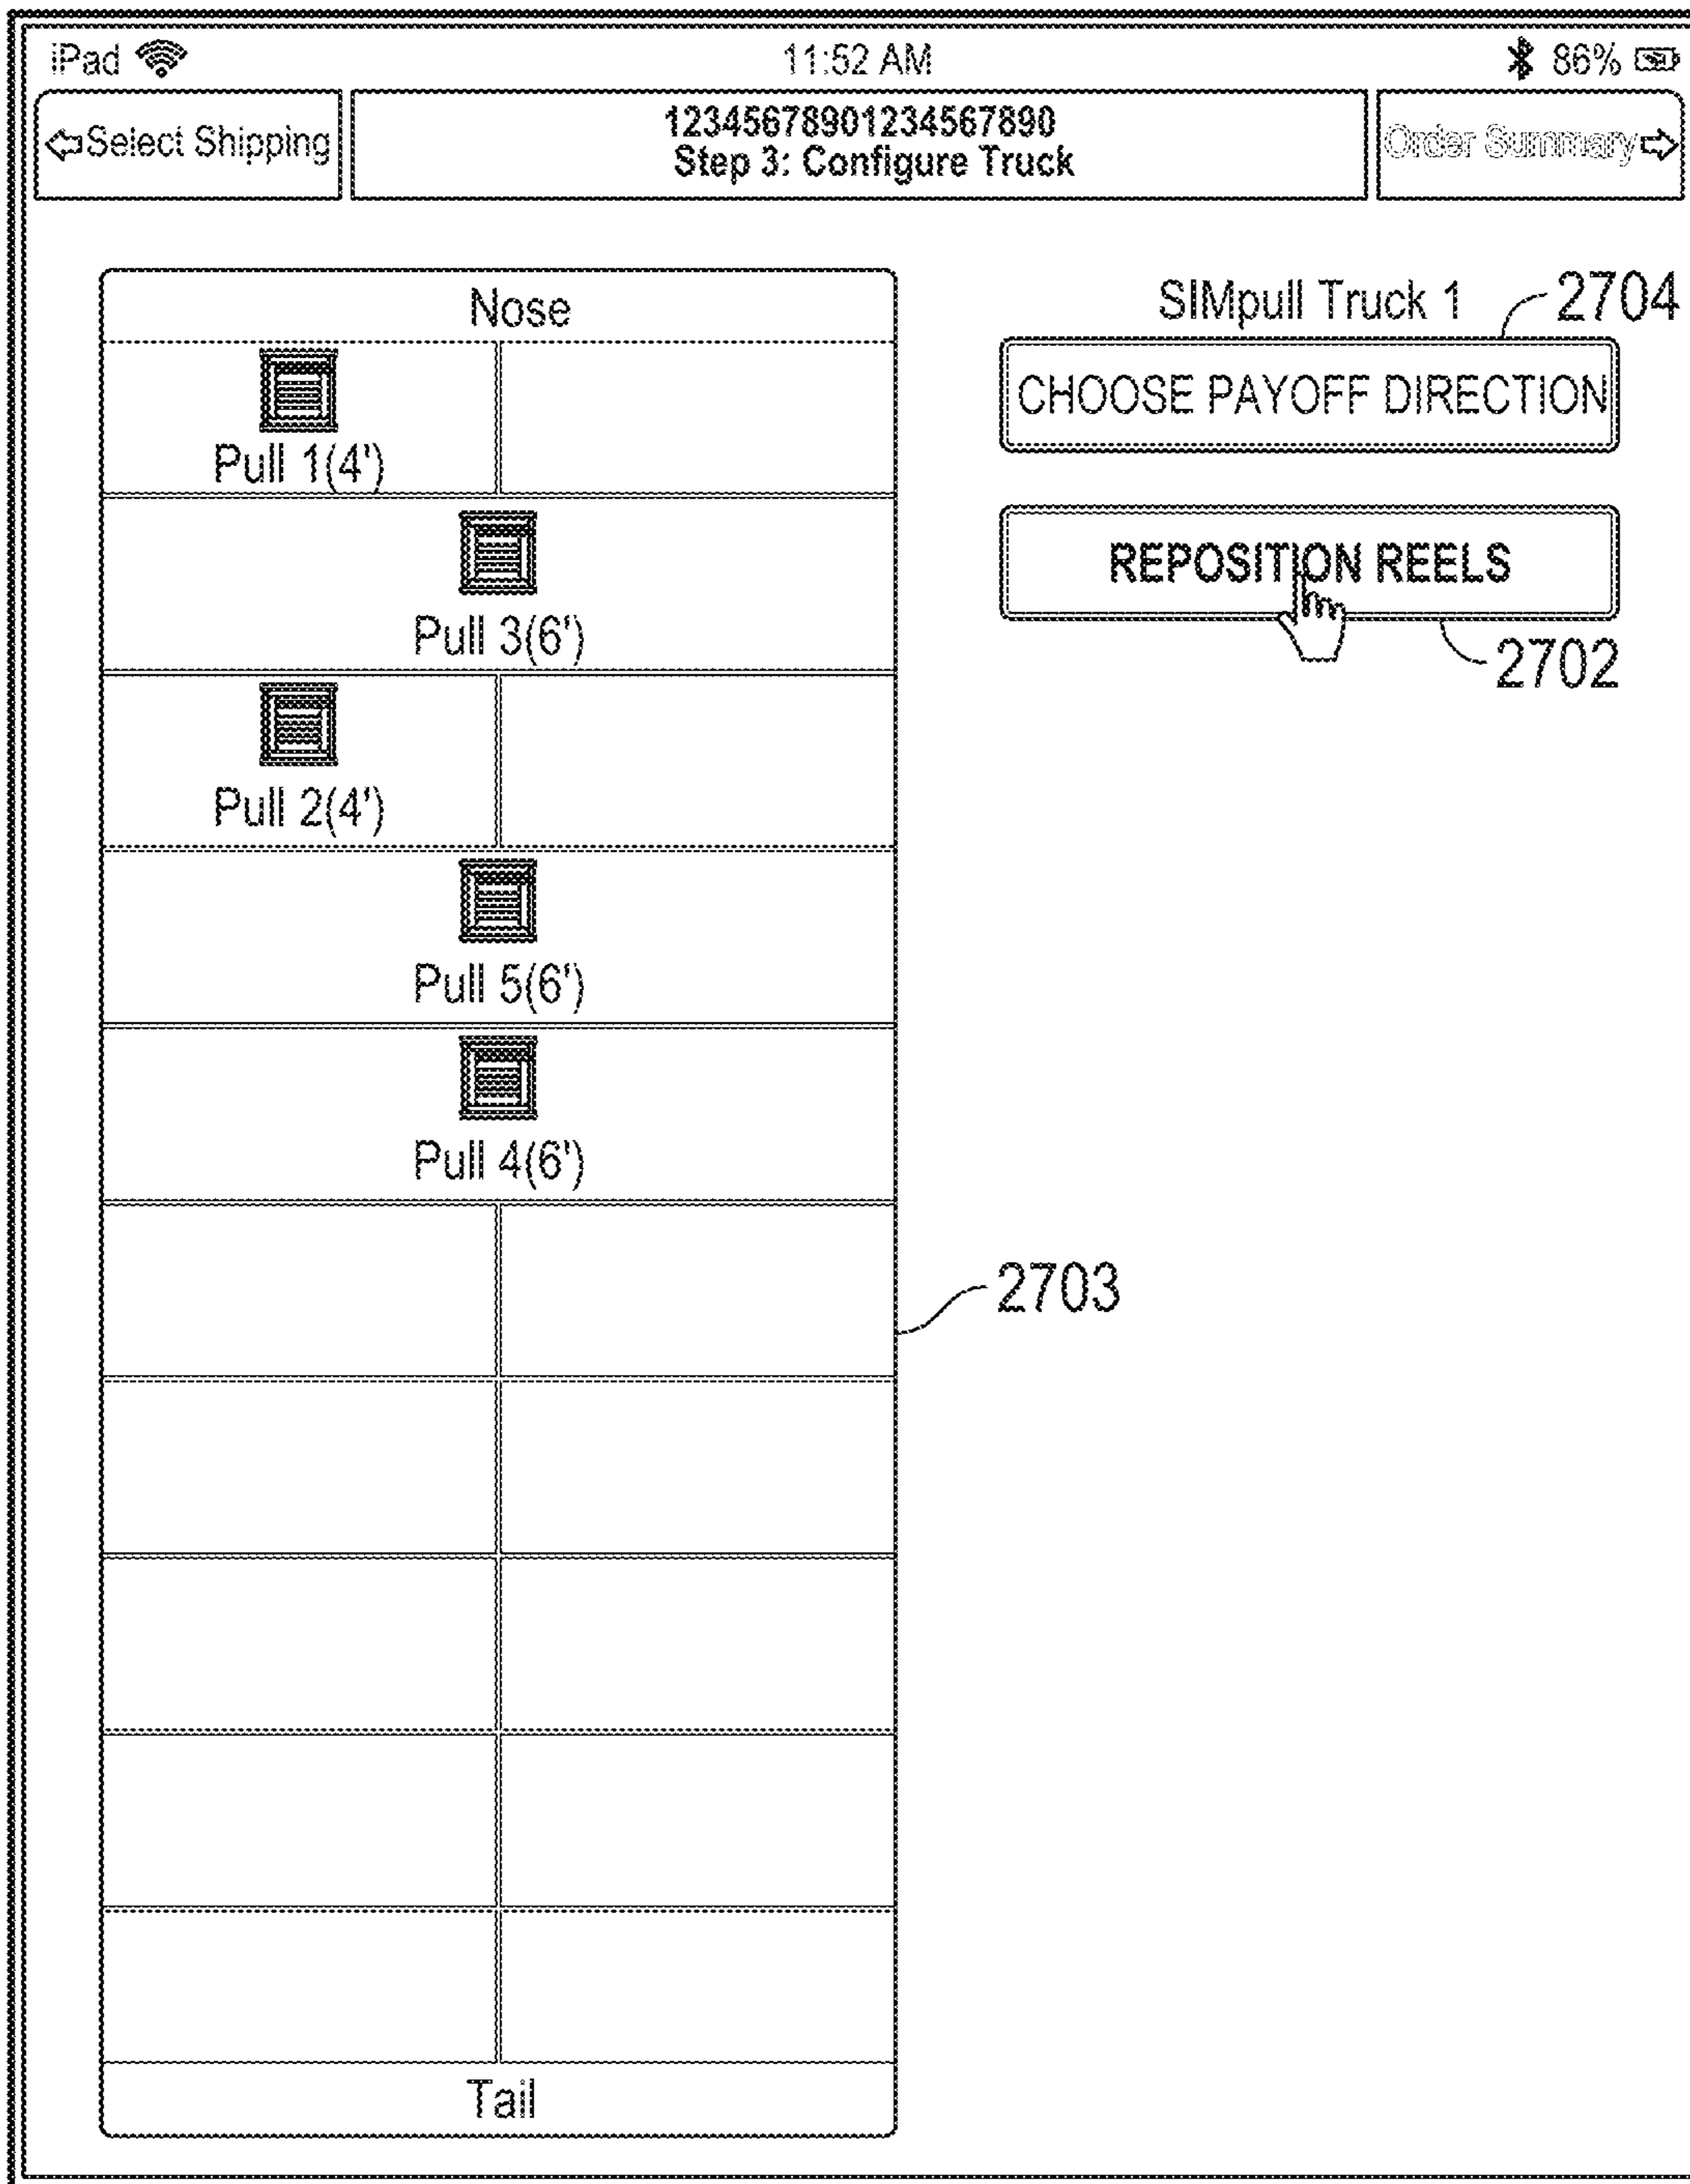 iPad
11:52 AM
86%
Select Shipping
12345678901234567890
Step 3: Configure Truck
Order Summary
Nose
SIMpull Truck 1
2704
CHOOSE PAYOFF DIRECTION
Pull 1(4')
REPOSITION REELS
Pull 3(6')
2702
Pull 2(4')
Pull 5(6')
Pull 4(6')
2703
Tail